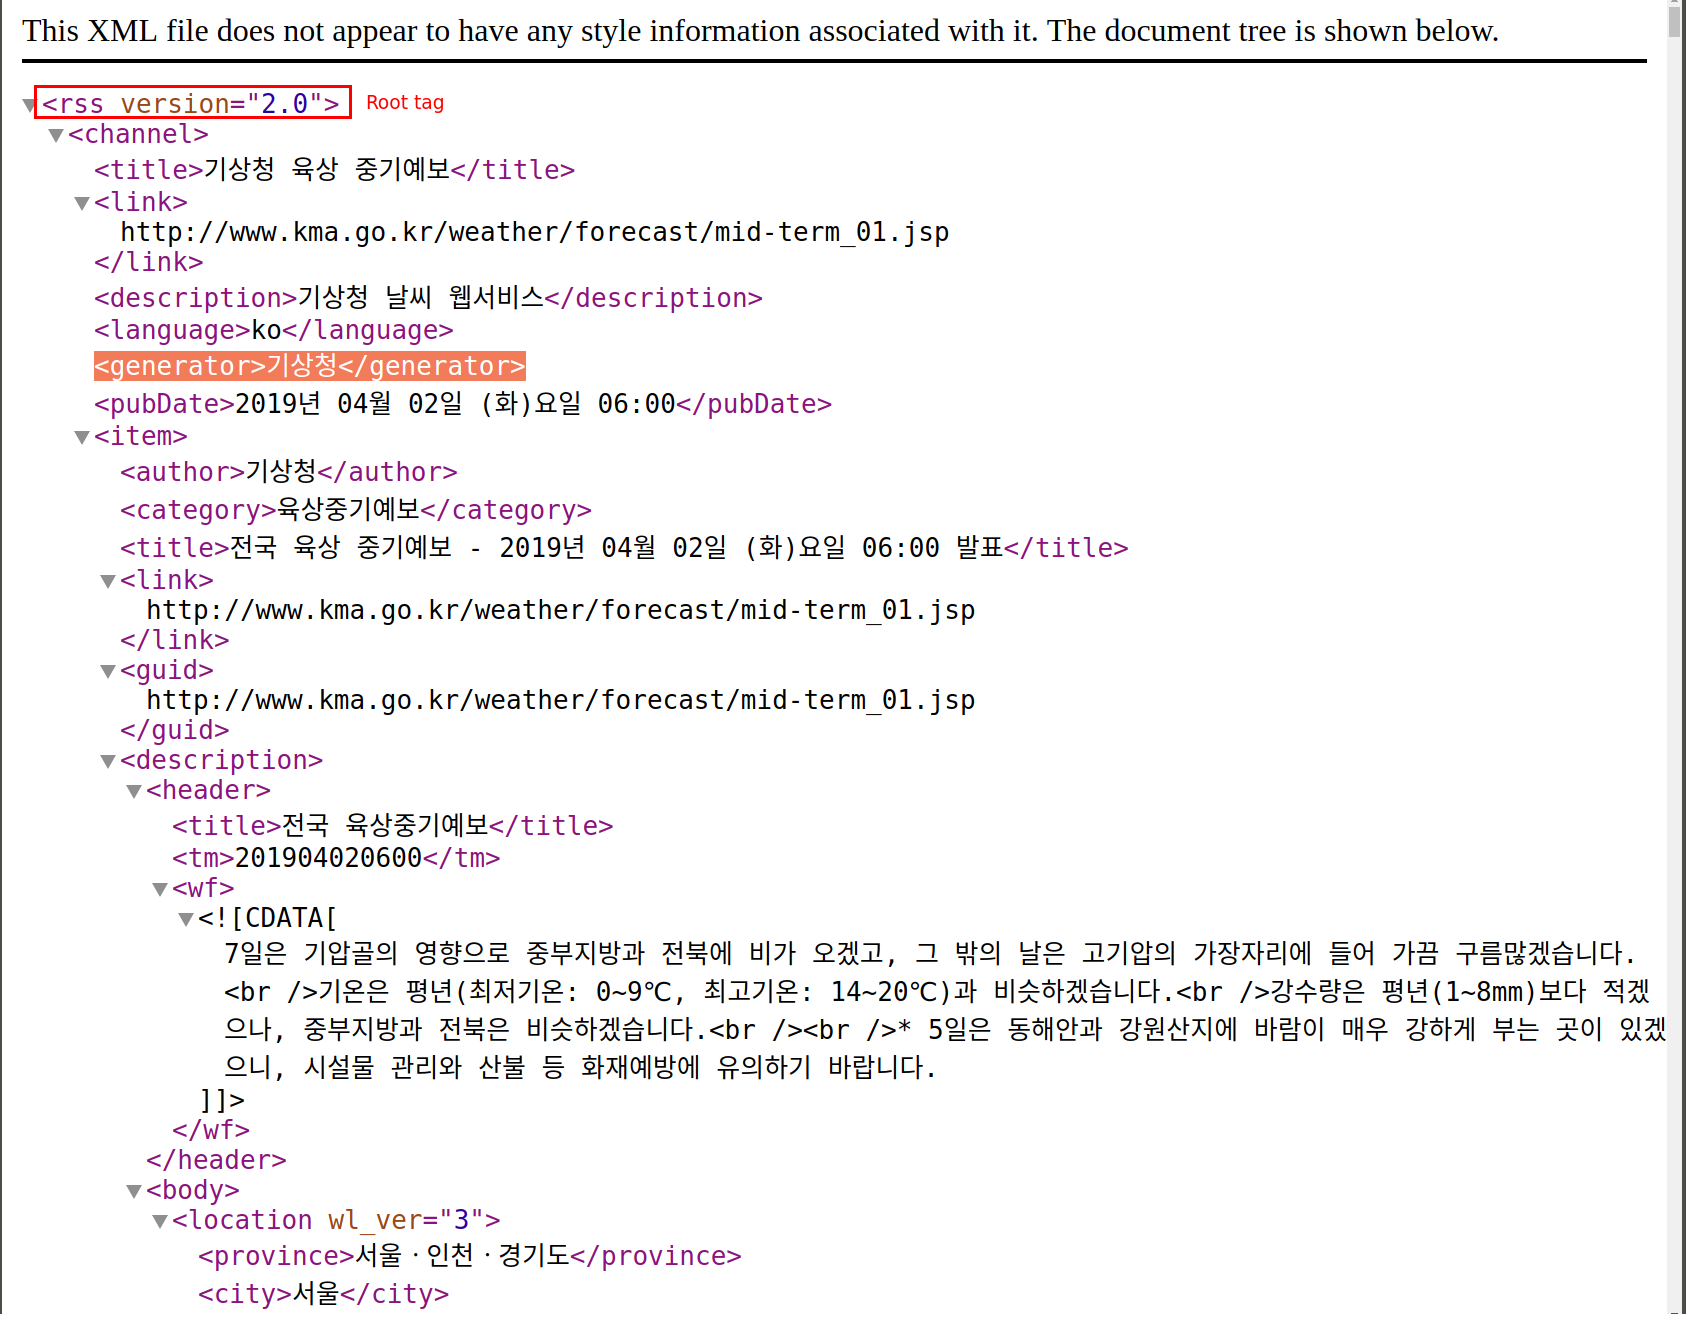 This XML file does not appear to have any style information associated with it. The document tree is shown below.
<rss version="2.0"> Root tag
<channel>
<title>기상청 육상 중기예보</title>
<link>
http://www.kma.go.kr/weather/forecast/mid-term_01.jsp
</link>
<description>기상청 날씨 웹서비스</description>
<language>ko</language>
<generator>기상청</generator>
<pubDate>2019년 04월 02일 (화)요일 06:00</pubDate>
<item>
<author>기상청</author>
<category>육상중기예보</category>
<title>전국 육상 중기예보 - 2019년 04월 02일 (화)요일 06:00 발표</title>
<link>
http://www.kma.go.kr/weather/forecast/mid-term_01.jsp
</link>
<guid>
http://www.kma.go.kr/weather/forecast/mid-term_01.jsp
</guid>
<description>
<header>
<title>전국 육상중기예보</title>
<tm>201904020600</tm>
<wf>
<![CDATA[
7일은 기압골의 영향으로 중부지방과 전북에 비가 오겠고, 그 밖의 날은 고기압의 가장자리에 들어 가끔 구름많겠습니다.
<br />기온은 평년(최저기온: 0~9℃, 최고기온: 14~20℃)과 비슷하겠습니다.<br />강수량은 평년(1~8mm)보다 적겠
으나, 중부지방과 전북은 비슷하겠습니다.<br /><br />* 5일은 동해안과 강원산지에 바람이 매우 강하게 부는 곳이 있겠
으니, 시설물 관리와 산불 등 화재예방에 유의하기 바랍니다.
]]>
</wf>
</header>
<body>
<location wl_ver="3">
<province>서울ㆍ인천ㆍ경기도</province>
<city>서울</city>